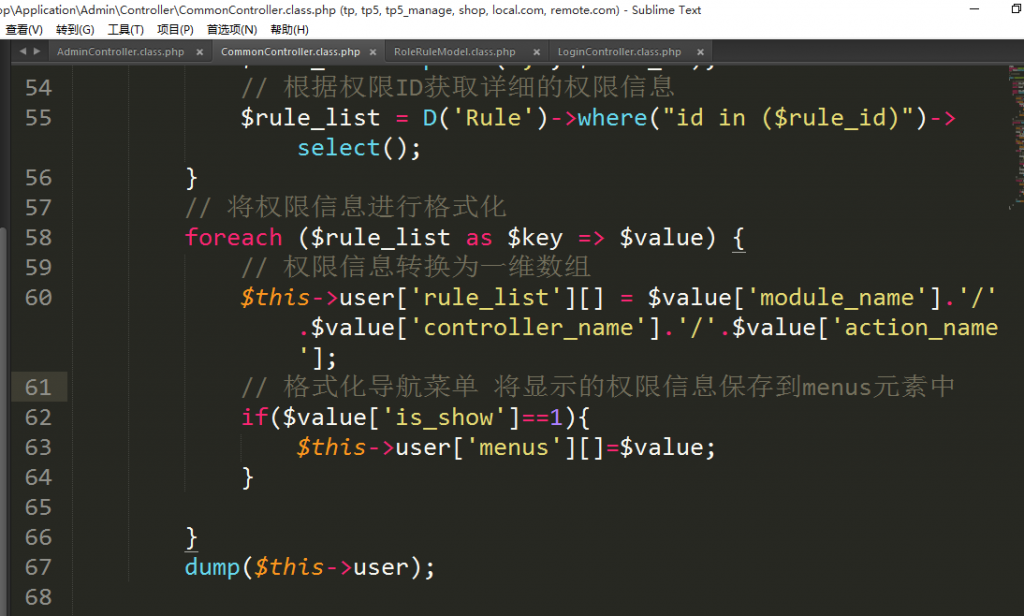 op\Application\Admin\Controller\CommonController.class.php (tp, tp5, tp5_manage, shop, local.com, remote.com) - Sublime Text
查看(V) 转到(G) 工具(T) 项目(P) 首选项(N) 帮助(H)
AdminController.class.php × CommonController.class.php × RoleRuleModel.class.php × LoginController.class.php ×
54 // 根据权限ID获取详细的权限信息
55 $rule_list = D('Rule')->where("id in ($rule_id)")->
select();
56 }
57 // 将权限信息进行格式化
58 foreach ($rule_list as $key => $value) {
59 // 权限信息转换为一维数组
60 $this->user['rule_list'][] = $value['module_name'].'/'
.$value['controller_name'].'/'.$value['action_name
'];
61 // 格式化导航菜单 将显示的权限信息保存到menus元素中
62 if($value['is_show']==1){
63 $this->user['menus'][]=$value;
64 }
65
66 }
67 dump($this->user);
68